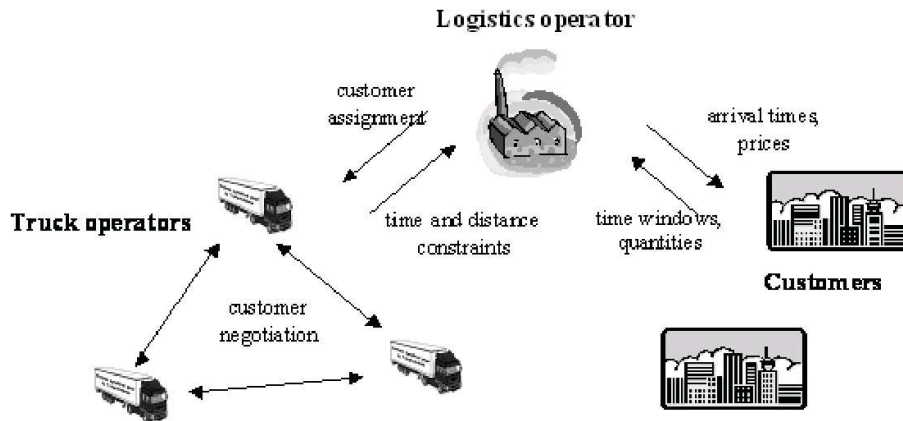 Logistics operator
customer
assignment
arrival times,
prices
Truck operators
time and distance
constraints
time windows,
quantities
Customers
customer
negotiation